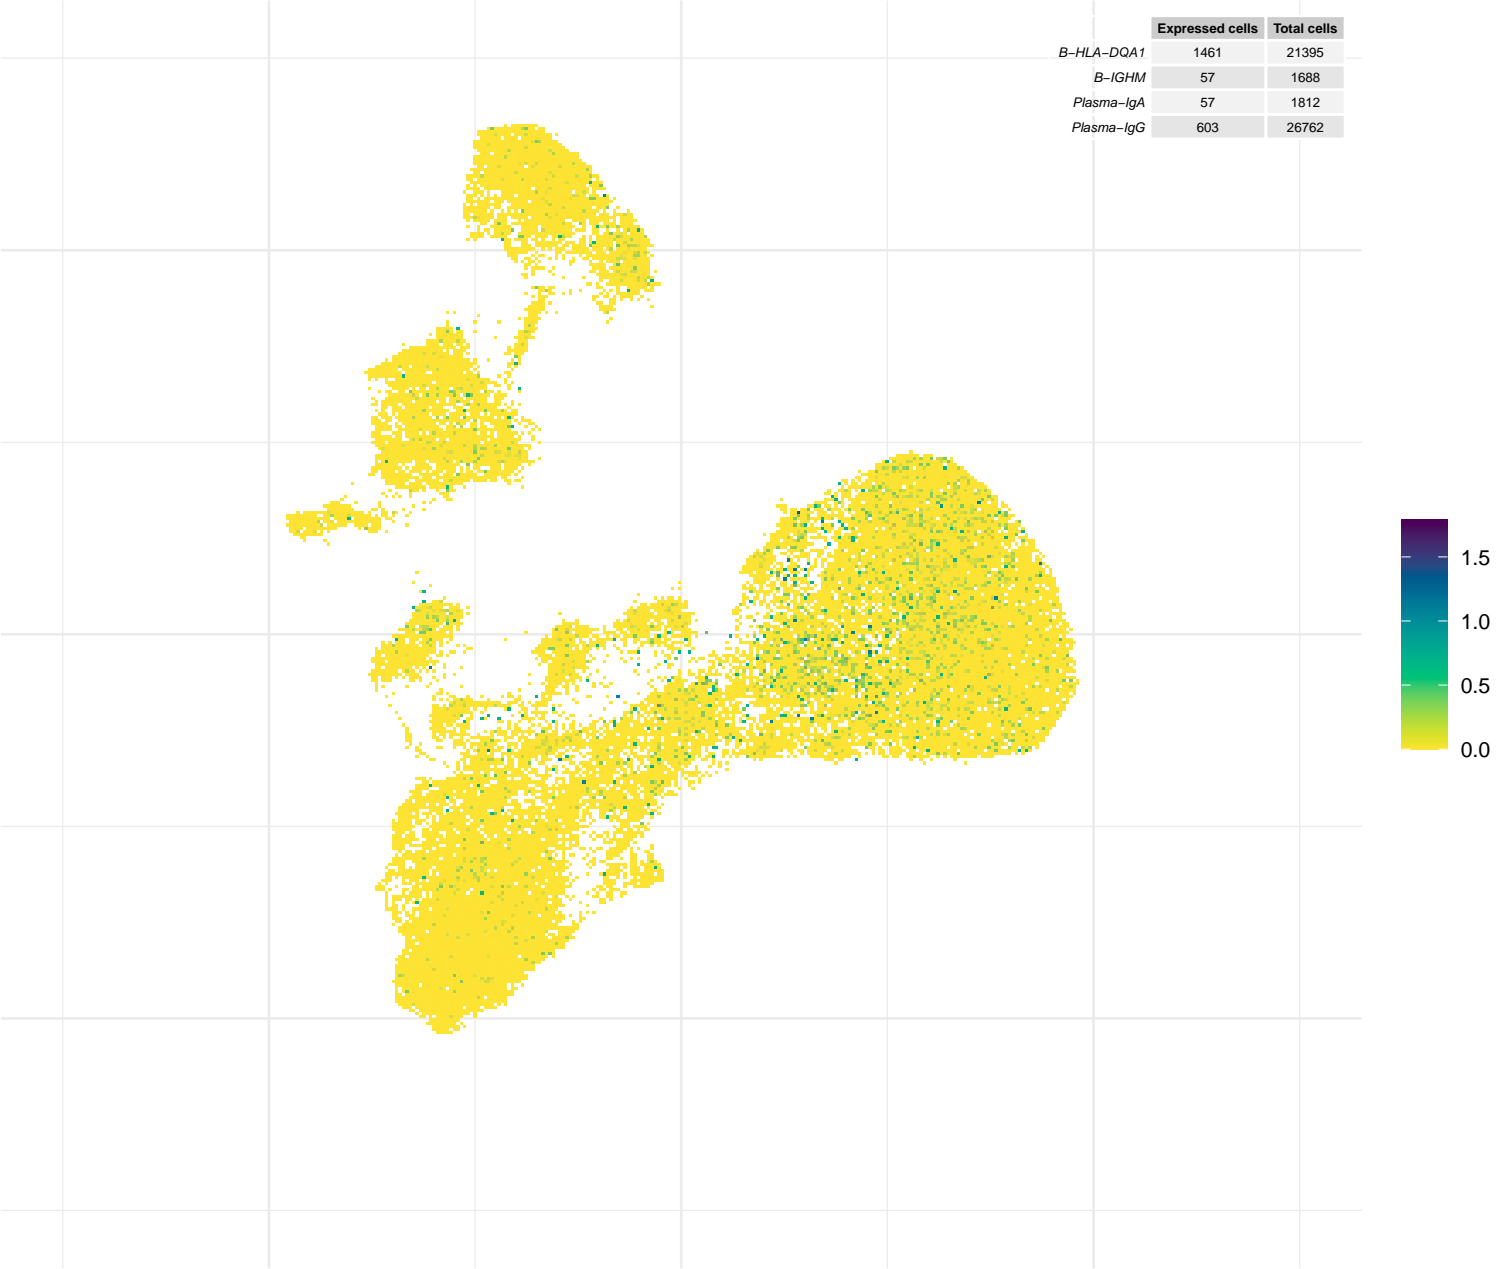 Expressed cells Total cells
B−HLA−DQA1 1461 21395
B−IGHM 57 1688
Plasma−IgA 57 1812
Plasma−IgG 603 26762
1.5
1.0
0.5
0.0